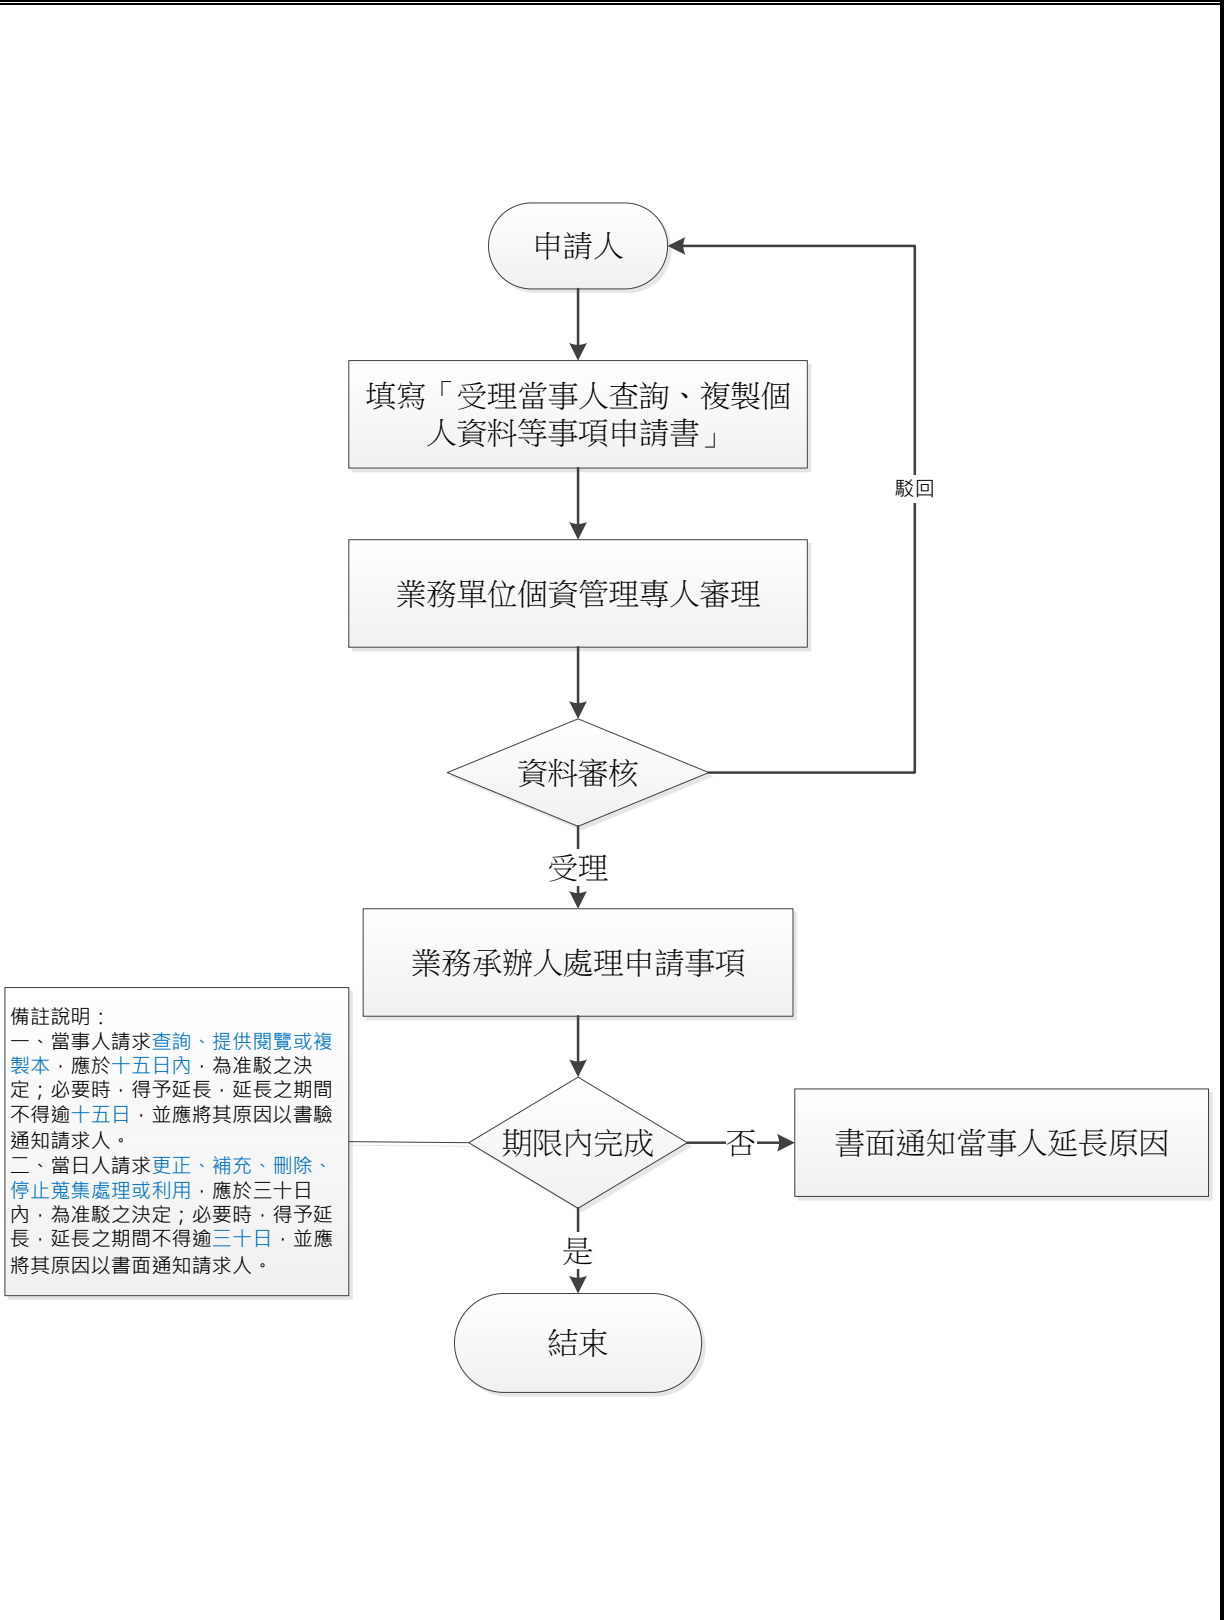 申請人
填寫「受理當事人查詢、複製個
人資料等事項申請書」
駁回
業務單位個資管理專人審理
資料審核
受理
業務承辦人處理申請事項
備註說明：
一、當事人請求查詢、提供閱覽或複
製本，應於十五日內，為准駁之決
定；必要時，得予延長，延長之期間
不得逾十五日，並應將其原因以書驗
通知請求人。
二、當日人請求更正、補充、刪除、
停止蒐集處理或利用，應於三十日
內，為准駁之決定；必要時，得予延
長，延長之期間不得逾三十日，並應
將其原因以書面通知請求人。
期限內完成
否
書面通知當事人延長原因
是
結束